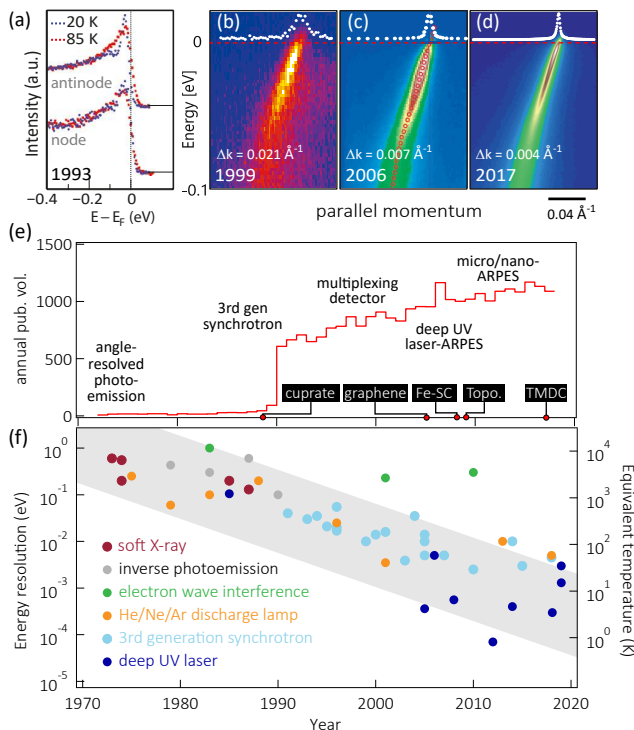 (a)
20 K
85 K
antinode
node
1993
Intensity (a.u.)
-0.4 -0.2 0
E − E_F (eV)
(b)
(c)
(d)
Energy [eV]
0
-0.1
Δk = 0.021 Å⁻¹
1999
Δk = 0.007 Å⁻¹
2006
Δk = 0.004 Å⁻¹
2017
parallel momentum
0.04 Å⁻¹
(e)
annual pub. vol.
1500
1000
500
0
angle-
resolved
photo-
emission
3rd gen
synchrotron
multiplexing
detector
deep UV
laser-ARPES
micro/nano-
ARPES
cuprate graphene Fe-SC Topo. TMDC
(f)
Energy resolution (eV)
10⁰
10⁻¹
10⁻²
10⁻³
10⁻⁴
10⁻⁵
soft X-ray
inverse photoemission
electron wave interference
He/Ne/Ar discharge lamp
3rd generation synchrotron
deep UV laser
10⁴
10³
10²
10¹
10⁰
Equivalent temperature (K)
1970 1980 1990 2000 2010 2020
Year